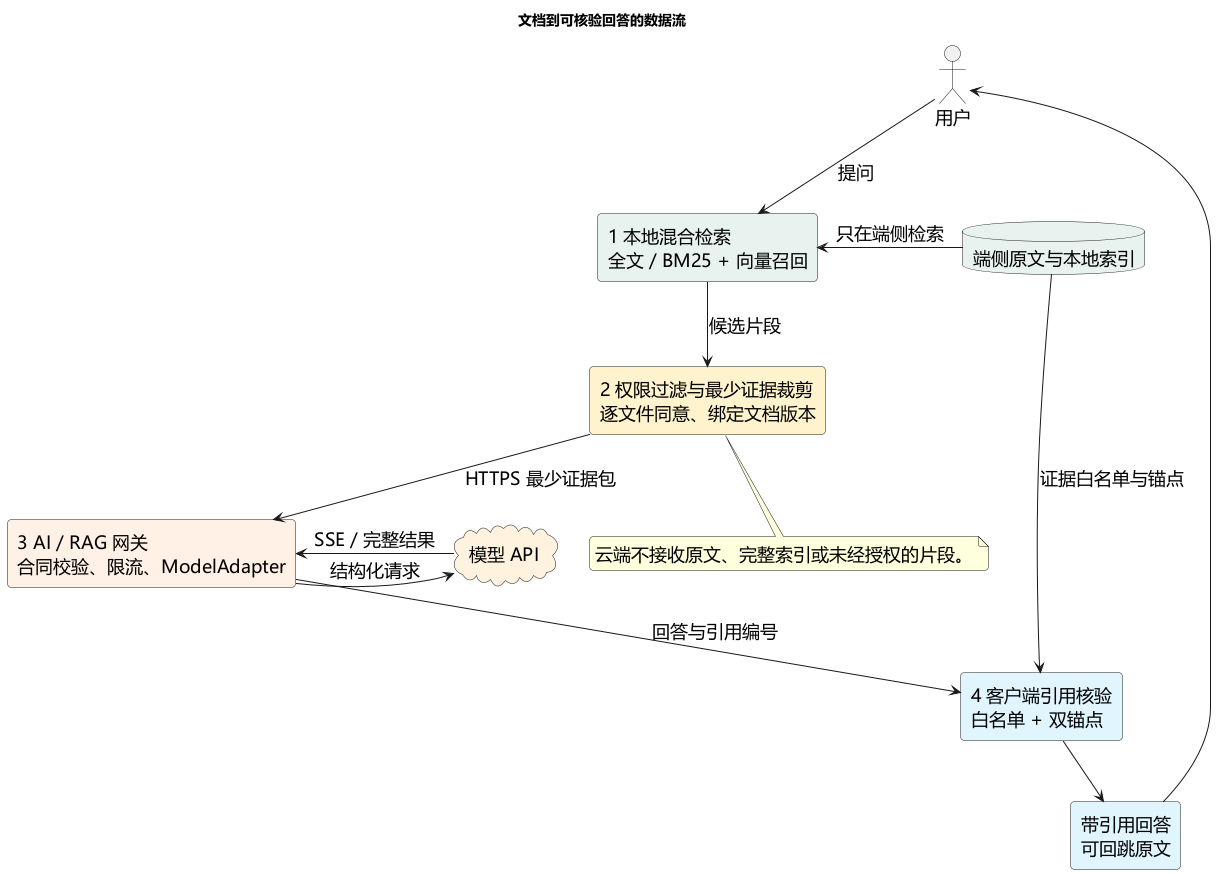 文档到可核验回答的数据流
用户
提问
1 本地混合检索
全文 / BM25 + 向量召回
只在端侧检索
端侧原文与本地索引
候选片段
2 权限过滤与最少证据裁剪
逐文件同意、绑定文档版本
HTTPS 最少证据包
证据白名单与锚点
3 AI / RAG 网关
合同校验、限流、ModelAdapter
SSE / 完整结果
结构化请求
模型 API
云端不接收原文、完整索引或未经授权的片段。
回答与引用编号
4 客户端引用核验
白名单 + 双锚点
带引用回答
可回跳原文